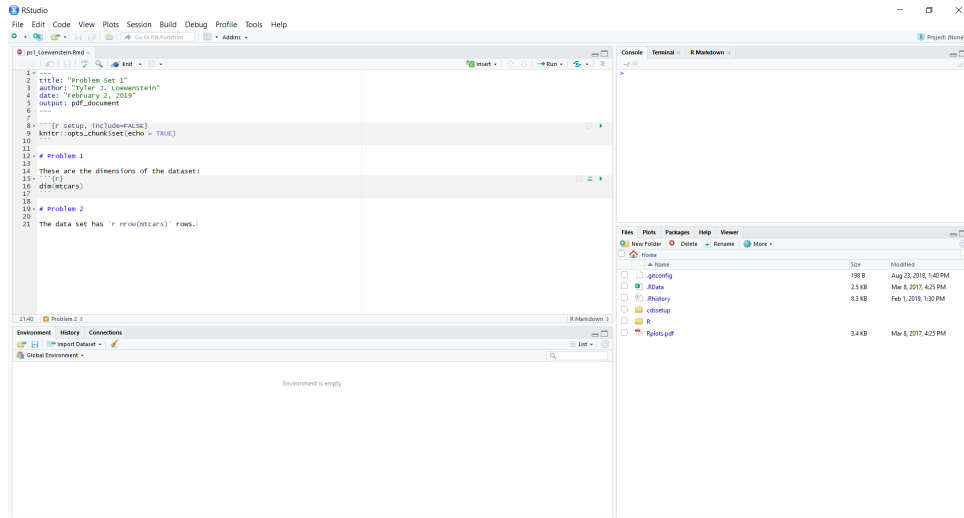 RStudio
File Edit Code View Plots Session Build Debug Profile Tools Help
Go to file/function Addins Project: (None)
ps1_Loewenstein.Rmd
Knit Insert Run
1 ---
2 title: "Problem Set 1"
3 author: "Tyler J. Loewenstein"
4 date: "February 2, 2019"
5 output: pdf_document
6 ---
7
8 ```{r setup, include=FALSE}
9 knitr::opts_chunk$set(echo = TRUE)
10 ```
11
12 # Problem 1
13
14 These are the dimensions of the dataset:
15 ```{r}
16 dim(mtcars)
17 ```
18
19 # Problem 2
20
21 The data set has `r nrow(mtcars)` rows.
21:40 Problem 2 R Markdown
Environment History Connections
Import Dataset List
Global Environment
Environment is empty
Console Terminal R Markdown
~/
>
Files Plots Packages Help Viewer
New Folder Delete Rename More
Home
Name Size Modified
.gitconfig 198 B Aug 23, 2018, 1:40 PM
.RData 2.5 KB Mar 8, 2017, 4:25 PM
.Rhistory 8.3 KB Feb 1, 2019, 1:30 PM
cdssetup
R
Rplots.pdf 3.4 KB Mar 8, 2017, 4:25 PM